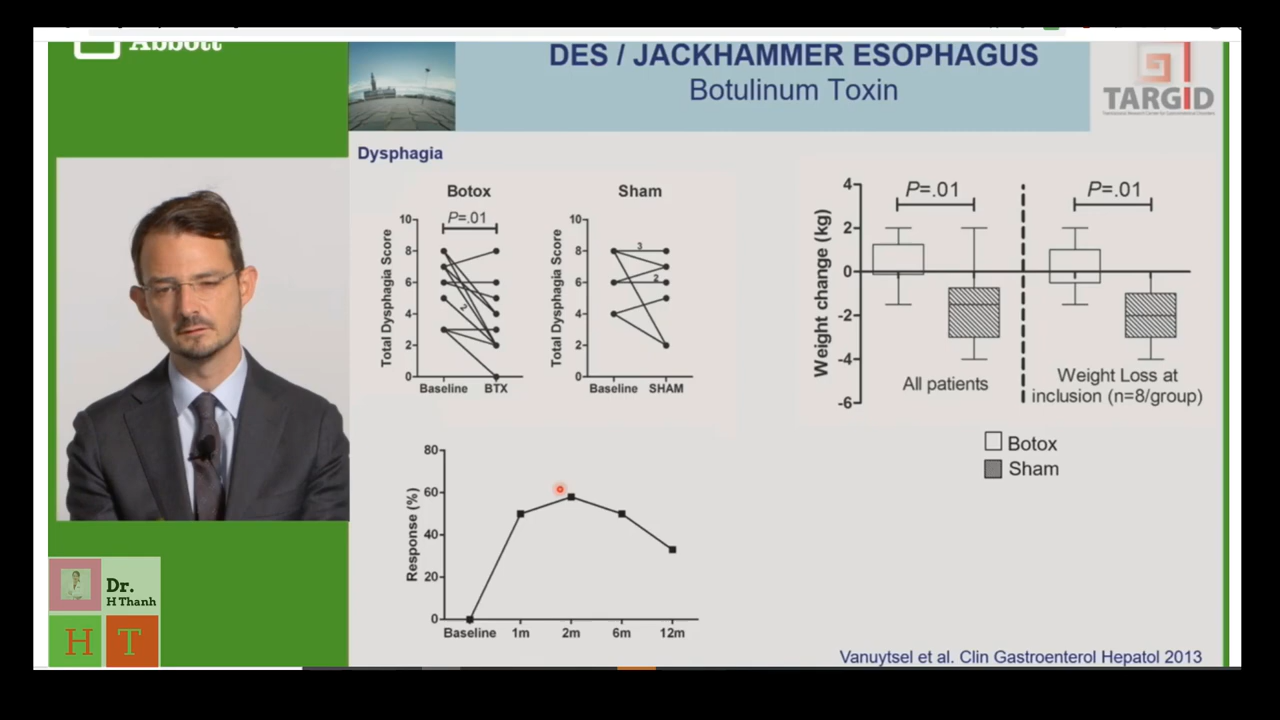 Abbott
DES / JACKHAMMER ESOPHAGUS
Botulinum Toxin
TARGID
Dysphagia
Botox
P=.01
10
8
6
4
2
0
Total Dysphagia Score
2
Baseline BTX
Sham
10
8
6
4
2
0
Total Dysphagia Score
3
2
Baseline SHAM
4
2
0
-2
-4
-6
Weight change (kg)
P=.01
P=.01
All patients
Weight Loss at
inclusion (n=8/group)
Botox
Sham
80
60
40
20
0
Response (%)
Baseline 1m 2m 6m 12m
Dr.
H Thanh
H T
Vanuytsel et al. Clin Gastroenterol Hepatol 2013